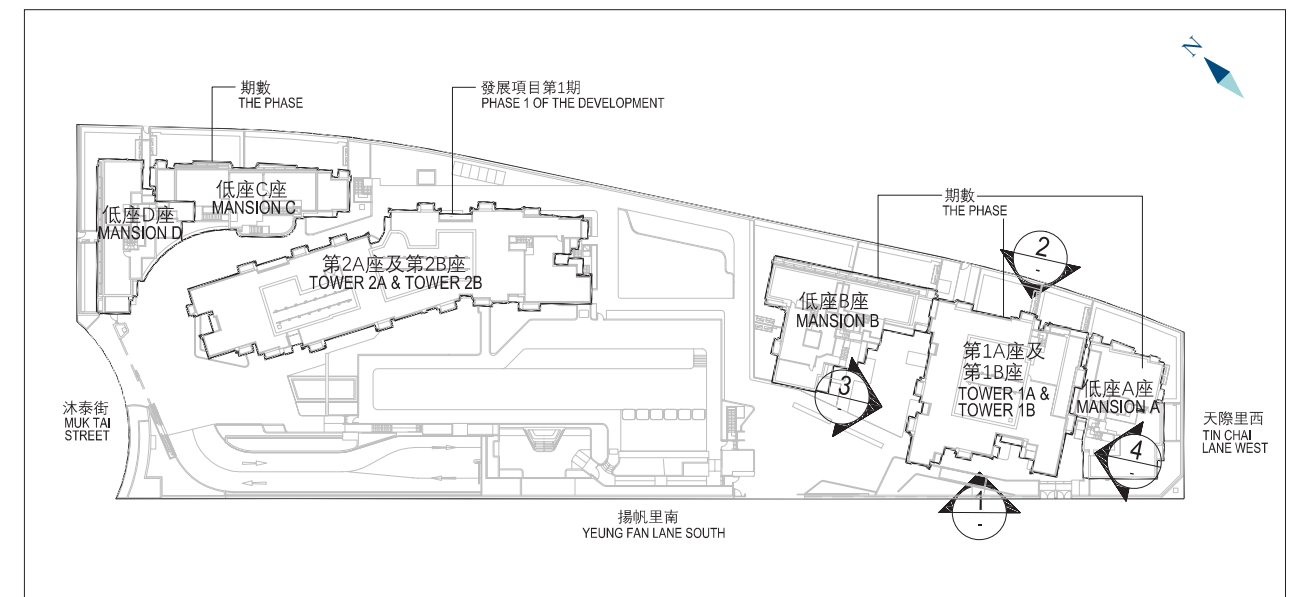 N
期數
THE PHASE
發展項目第1期
PHASE 1 OF THE DEVELOPMENT
低座C座
MANSION C
低座D座
MANSION D
第2A座及第2B座
TOWER 2A & TOWER 2B
期數
THE PHASE
2
-
低座B座
MANSION B
第1A座及
第1B座
TOWER 1A &
TOWER 1B
低座A座
MANSION A
3
-
4
-
1
-
沐泰街
MUK TAI
STREET
天際里西
TIN CHAI
LANE WEST
揚帆里南
YEUNG FAN LANE SOUTH